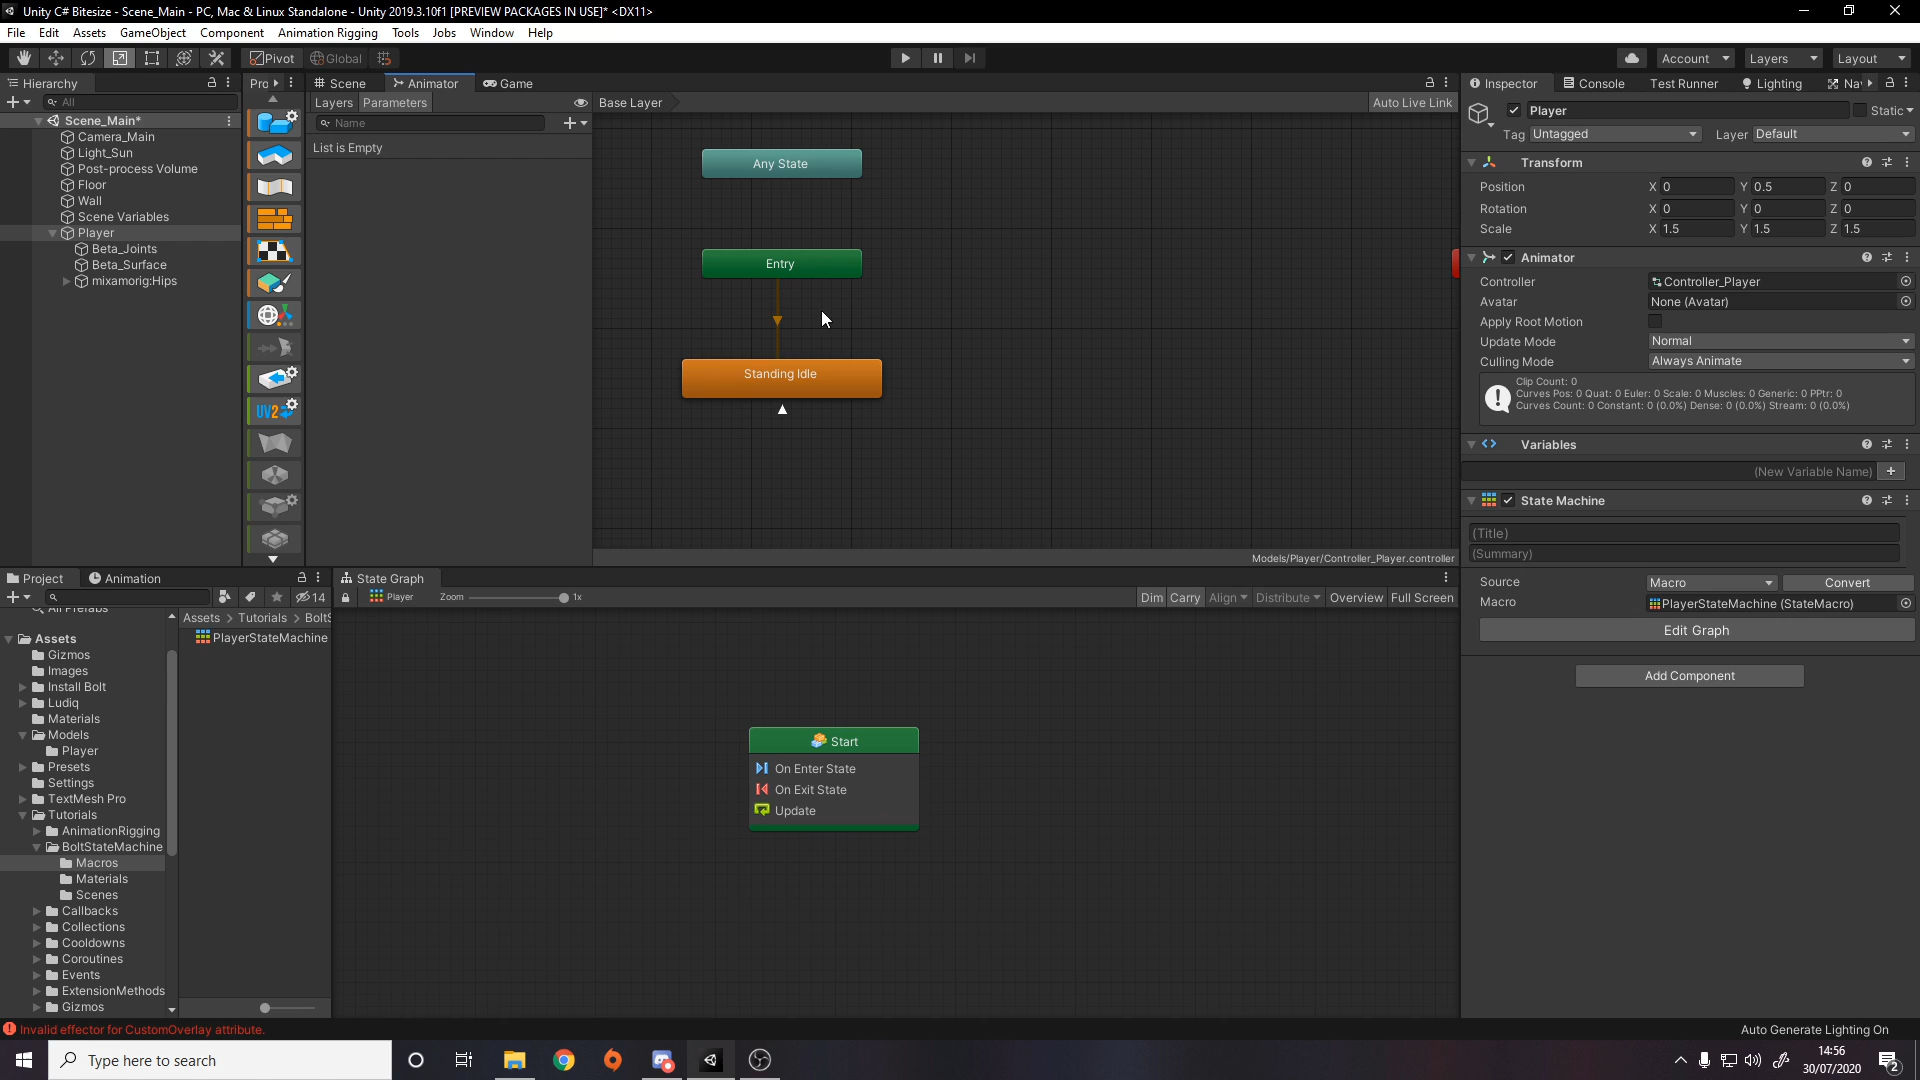 Unity C# Bitesize - Scene_Main - PC, Mac & Linux Standalone - Unity 2019.3.10f1 [PREVIEW PACKAGES IN USE]* <DX11>
File Edit Assets GameObject Component Animation Rigging Tools Jobs Window Help
Pivot Global Account Layers Layout
Hierarchy
All
Scene_Main*
Camera_Main
Light_Sun
Post-process Volume
Floor
Wall
Scene Variables
Player
Beta_Joints
Beta_Surface
mixamorig:Hips
Pro
UV2
Scene Animator Game
Layers Parameters Base Layer Auto Live Link
Name
List is Empty
Any State
Entry
Standing Idle
Models/Player/Controller_Player.controller
Inspector Console Test Runner Lighting Na
Player Static
Tag Untagged Layer Default
Transform
Position X 0 Y 0.5 Z 0
Rotation X 0 Y 0 Z 0
Scale X 1.5 Y 1.5 Z 1.5
Animator
Controller Controller_Player
Avatar None (Avatar)
Apply Root Motion
Update Mode Normal
Culling Mode Always Animate
Clip Count: 0
Curves Pos: 0 Quat: 0 Euler: 0 Scale: 0 Muscles: 0 Generic: 0 PPtr: 0
Curves Count: 0 Constant: 0 (0.0%) Dense: 0 (0.0%) Stream: 0 (0.0%)
Variables
(New Variable Name) +
State Machine
(Title)
(Summary)
Source Macro Convert
Macro PlayerStateMachine (StateMacro)
Edit Graph
Add Component
Project Animation
14
All Prefabs
Assets
Gizmos
Images
Install Bolt
Ludiq
Materials
Models
Player
Presets
Settings
TextMesh Pro
Tutorials
AnimationRigging
BoltStateMachine
Macros
Materials
Scenes
Callbacks
Collections
Cooldowns
Coroutines
Events
ExtensionMethods
Gizmos
Assets > Tutorials > BoltS
PlayerStateMachine
State Graph
Player Zoom 1x Dim Carry Align Distribute Overview Full Screen
Start
On Enter State
On Exit State
Update
Invalid effector for CustomOverlay attribute.
Auto Generate Lighting On
Type here to search
14:56
30/07/2020
2